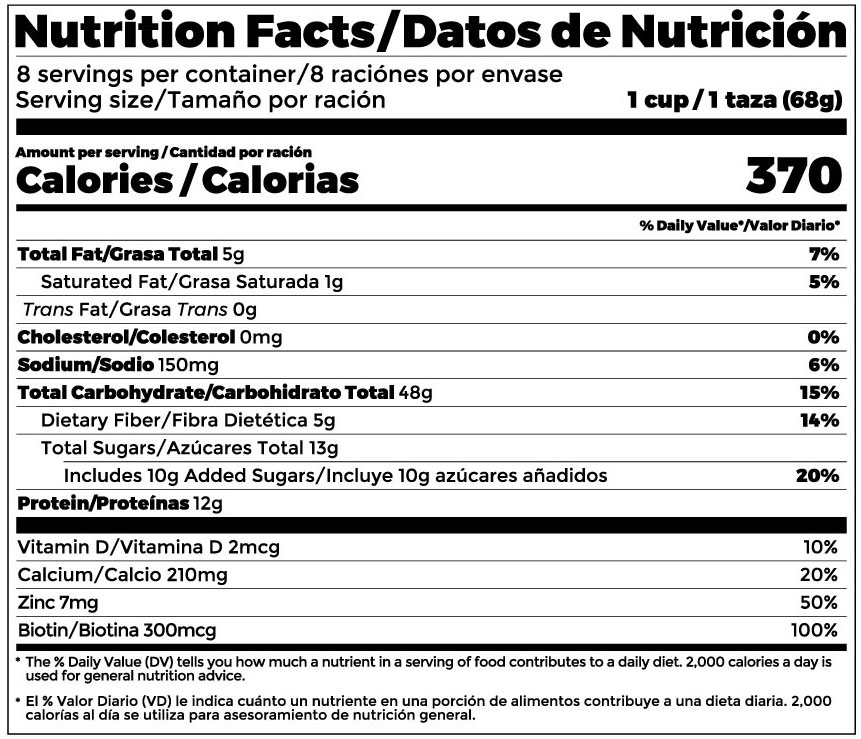 Nutrition Facts/Datos de Nutrición
8 servings per container/8 raciónes por envase
Serving size/Tamaño por ración 1 cup / 1 taza (68g)
Amount per serving / Cantidad por ración
Calories / Calorias 370
% Daily Value*/Valor Diario*
Total Fat/Grasa Total 5g 7%
Saturated Fat/Grasa Saturada 1g 5%
Trans Fat/Grasa Trans 0g
Cholesterol/Colesterol 0mg 0%
Sodium/Sodio 150mg 6%
Total Carbohydrate/Carbohidrato Total 48g 15%
Dietary Fiber/Fibra Dietética 5g 14%
Total Sugars/Azúcares Total 13g
Includes 10g Added Sugars/Incluye 10g azúcares añadidos 20%
Protein/Proteínas 12g
Vitamin D/Vitamina D 2mcg 10%
Calcium/Calcio 210mg 20%
Zinc 7mg 50%
Biotin/Biotina 300mcg 100%
* The % Daily Value (DV) tells you how much a nutrient in a serving of food contributes to a daily diet. 2,000 calories a day is
used for general nutrition advice.
* El % Valor Diario (VD) le indica cuánto un nutriente en una porción de alimentos contribuye a una dieta diaria. 2,000
calorías al día se utiliza para asesoramiento de nutrición general.